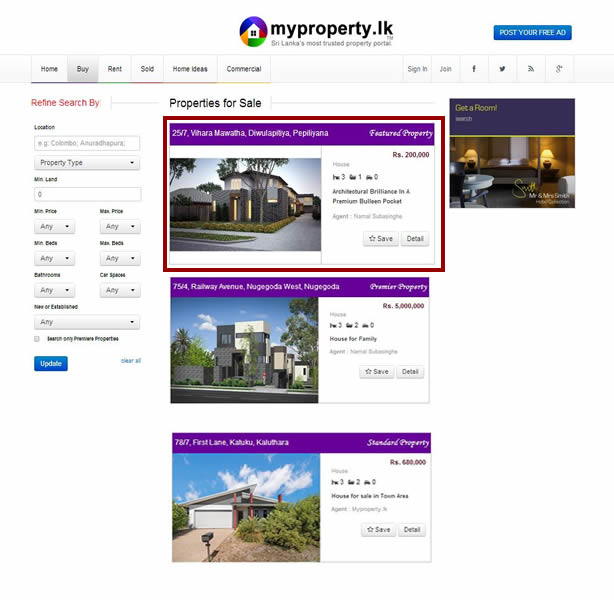 myproperty.lk
TM
Sri Lanka's most trusted property portal.
POST YOUR FREE AD
Home Buy Rent Sold Home Ideas Commercial Sign In Join
Refine Search By:
Location
e.g: Colombo; Anuradhapura;
Property Type
Min. Land
0
Min. Price Max. Price
Any Any
Min. Beds Max. Beds
Any Any
Bathrooms Car Spaces
Any Any
New or Established
Any
Search only Premiere Properties
Update clear all
Properties for Sale
25/7, Vihara Mawatha, Diwulapitiya, Pepiliyana Featured Property
Rs. 200,000
House
3 1 0
Architectural Brilliance In A
Premium Bulleen Pocket
Agent : Namal Subasinghe
Save Detail
75/4, Railway Avenue, Nugegoda West, Nugegoda Premier Property
Rs. 5,000,000
House
3 2 0
House for Family
Agent : Namal Subasinghe
Save Detail
78/7, First Lane, Katuku, Kaluthara Standard Property
Rs. 680,000
House
3 2 0
House for sale in Town Area
Agent : Myproperty.lk
Save Detail
Get a Room!
Smith
Mr & Mrs Smith
Hotel Collection